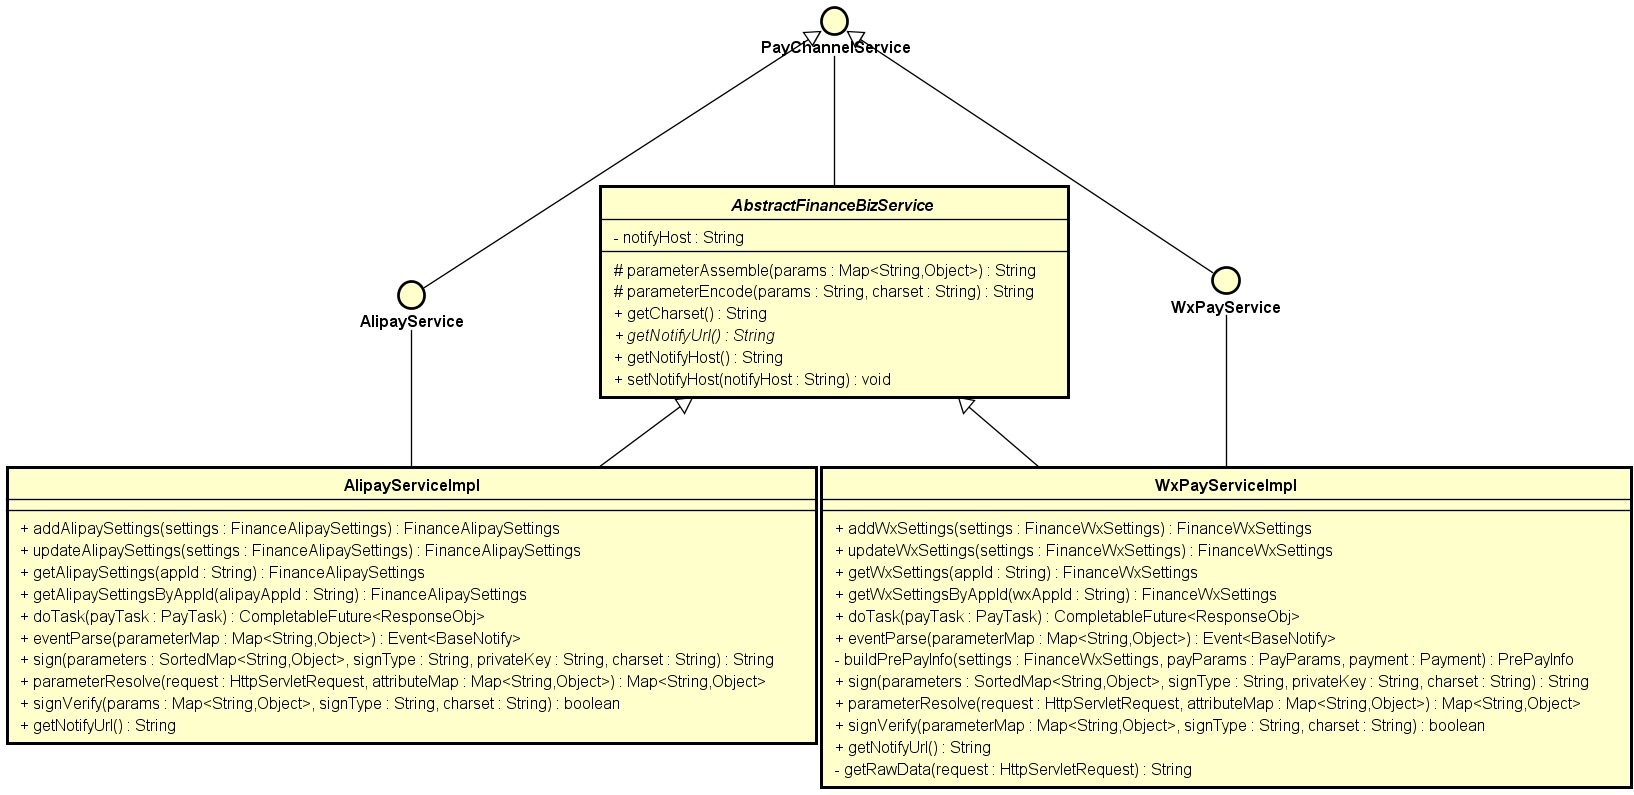 PayChannelService
AbstractFinanceBizService
- notifyHost : String
# parameterAssemble(params : Map<String,Object>) : String
# parameterEncode(params : String, charset : String) : String
+ getCharset() : String
+ getNotifyUrl() : String
+ getNotifyHost() : String
+ setNotifyHost(notifyHost : String) : void
AlipayService
WxPayService
AlipayServiceImpl
+ addAlipaySettings(settings : FinanceAlipaySettings) : FinanceAlipaySettings
+ updateAlipaySettings(settings : FinanceAlipaySettings) : FinanceAlipaySettings
+ getAlipaySettings(appId : String) : FinanceAlipaySettings
+ getAlipaySettingsByAppId(alipayAppId : String) : FinanceAlipaySettings
+ doTask(payTask : PayTask) : CompletableFuture<ResponseObj>
+ eventParse(parameterMap : Map<String,Object>) : Event<BaseNotify>
+ sign(parameters : SortedMap<String,Object>, signType : String, privateKey : String, charset : String) : String
+ parameterResolve(request : HttpServletRequest, attributeMap : Map<String,Object>) : Map<String,Object>
+ signVerify(params : Map<String,Object>, signType : String, charset : String) : boolean
+ getNotifyUrl() : String
WxPayServiceImpl
+ addWxSettings(settings : FinanceWxSettings) : FinanceWxSettings
+ updateWxSettings(settings : FinanceWxSettings) : FinanceWxSettings
+ getWxSettings(appId : String) : FinanceWxSettings
+ getWxSettingsByAppId(wxAppId : String) : FinanceWxSettings
+ doTask(payTask : PayTask) : CompletableFuture<ResponseObj>
+ eventParse(parameterMap : Map<String,Object>) : Event<BaseNotify>
- buildPrePayInfo(settings : FinanceWxSettings, payParams : PayParams, payment : Payment) : PrePayInfo
+ sign(parameters : SortedMap<String,Object>, signType : String, privateKey : String, charset : String) : String
+ parameterResolve(request : HttpServletRequest, attributeMap : Map<String,Object>) : Map<String,Object>
+ signVerify(parameterMap : Map<String,Object>, signType : String, charset : String) : boolean
+ getNotifyUrl() : String
- getRawData(request : HttpServletRequest) : String